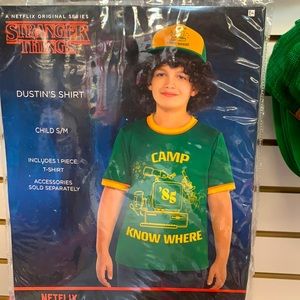 A NETFLIX ORIGINAL SERIES
STRANGER
THINGS
DUSTIN'S SHIRT
CHILD S/M
INCLUDES 1 PIECE:
T-SHIRT
ACCESSORIES
SOLD SEPARATELY
CAMP
'85
KNOW WHERE
NETFLIX